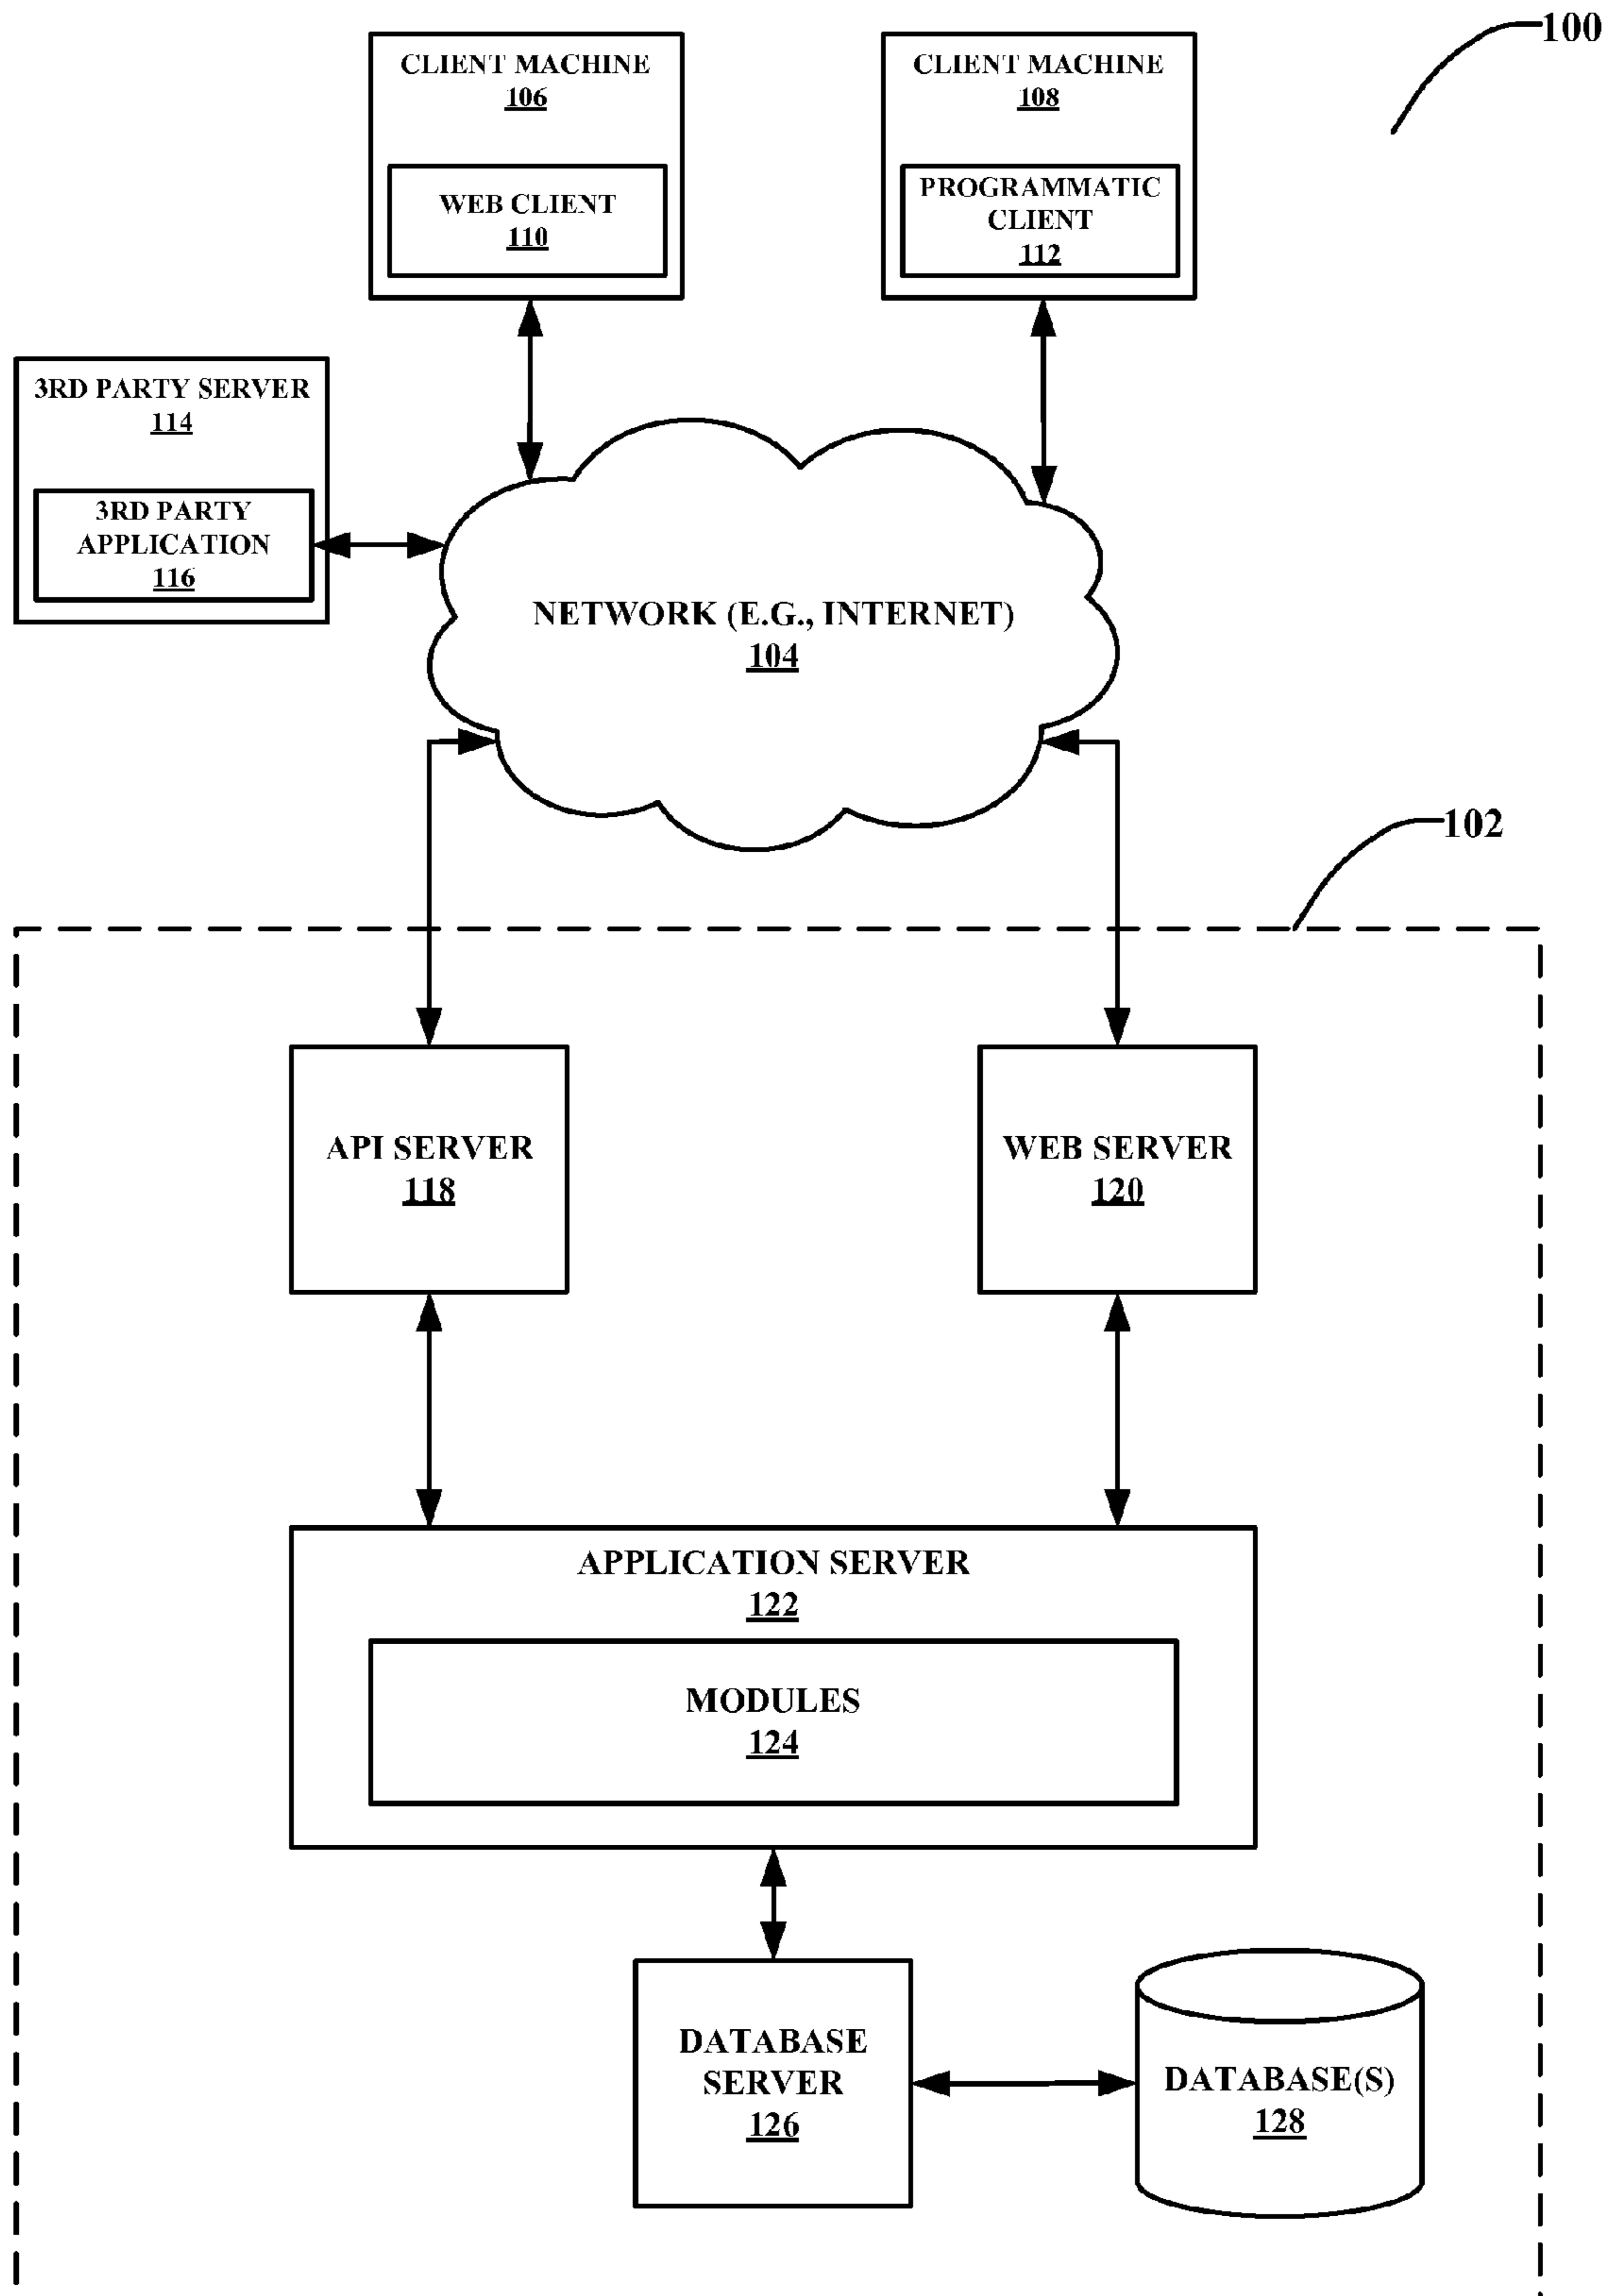 100
CLIENT MACHINE
106
WEB CLIENT
110
CLIENT MACHINE
108
PROGRAMMATIC
CLIENT
112
3RD PARTY SERVER
114
3RD PARTY
APPLICATION
116
NETWORK (E.G., INTERNET)
104
102
API SERVER
118
WEB SERVER
120
APPLICATION SERVER
122
MODULES
124
DATABASE
SERVER
126
DATABASE(S)
128